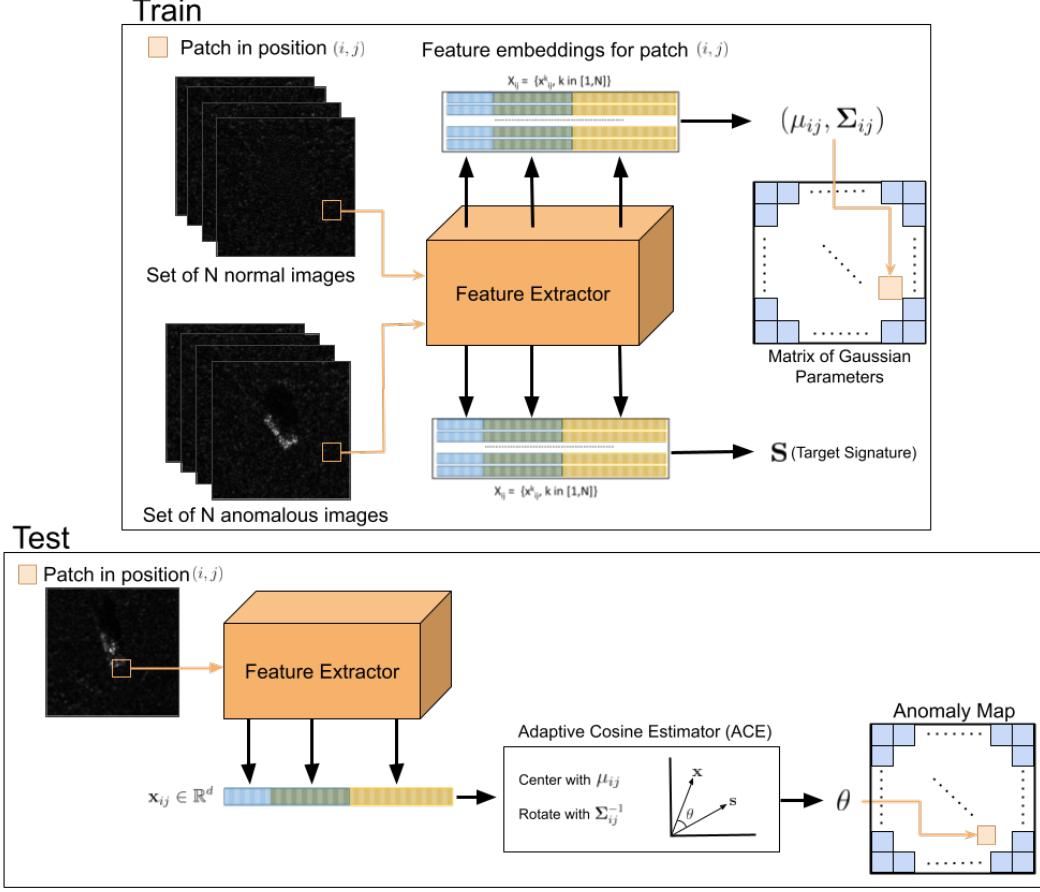 Train
Patch in position (i, j)
Feature embeddings for patch (i, j)
X_ij = {x^k_ij, k in [1,N]}
(μ_ij, Σ_ij)
Set of N normal images
Feature Extractor
Matrix of Gaussian
Parameters
S (Target Signature)
X_ij = {x^k_ij, k in [1,N]}
Set of N anomalous images
Test
Patch in position (i, j)
Feature Extractor
Anomaly Map
Adaptive Cosine Estimator (ACE)
Center with μ_ij
x
s
θ
x_ij ∈ ℝ^d
Rotate with Σ_ij^-1
θ